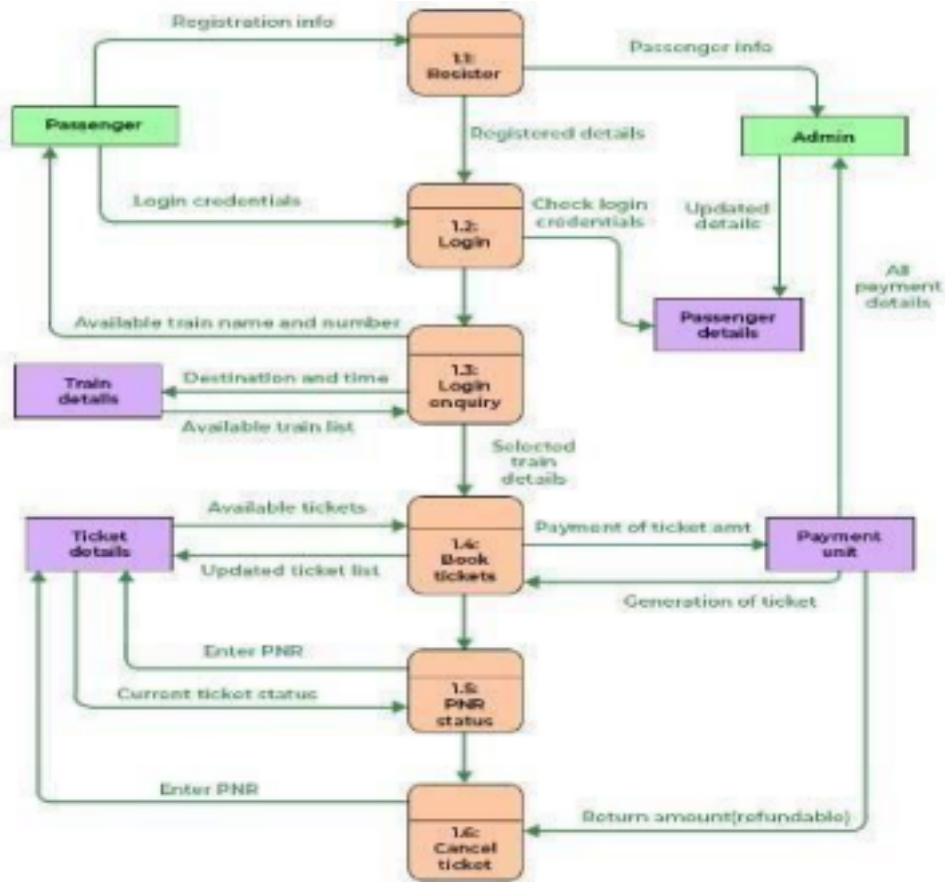 Registration info
Passenger info
1.1:
Resister
Passenger
Registered details
Admin
Login credentials
1.2:
Login
Check login
credentials
Updated
details
All
payment
details
Available train name and number
Passenger
details
1.3:
Login
enquiry
Train
details
Destination and time
Available train list
Selected
train
details
Available tickets
Ticket
details
1.4:
Book
tickets
Payment of ticket amt
Payment
unit
Updated ticket list
Generation of ticket
Enter PNR
1.5:
PNR
status
Current ticket status
Enter PNR
1.6:
Cancel
ticket
Return amount(refundable)